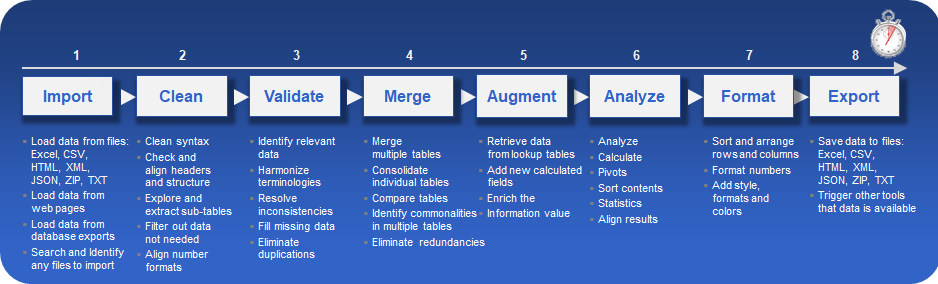 1 2 3 4 5 6 7 8
Import Clean Validate Merge Augment Analyze Format Export
Load data from files:
Excel, CSV,
HTML, XML,
JSON, ZIP, TXT
Load data from
web pages
Load data from
database exports
Search and Identify
any files to import
Clean syntax
Check and
align headers
and structure
Explore and
extract sub-tables
Filter out data
not needed
Align number
formats
Identify relevant
data
Harmonize
terminologies
Resolve
inconsistencies
Fill missing data
Eliminate
duplications
Merge
multiple tables
Consolidate
individual tables
Compare tables
Identify commonalities
in multiple tables
Eliminate redundancies
Retrieve data
from lookup tables
Add new calculated
fields
Enrich the
Information value
Analyze
Calculate
Pivots
Sort contents
Statistics
Align results
Sort and arrange
rows and columns
Format numbers
Add style,
formats and
colors
Save data to files:
Excel, CSV,
HTML, XML,
JSON, ZIP, TXT
Trigger other tools
that data is available